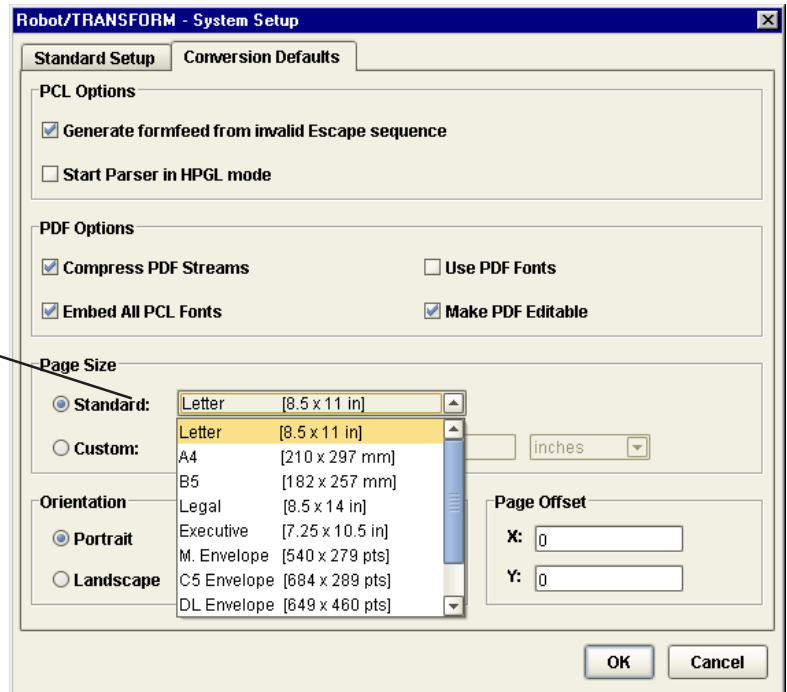 Robot/TRANSFORM - System Setup
Standard Setup Conversion Defaults
PCL Options
Generate formfeed from invalid Escape sequence
Start Parser in HPGL mode
PDF Options
Compress PDF Streams Use PDF Fonts
Embed All PCL Fonts Make PDF Editable
Page Size
Standard: Letter [8.5 x 11 in]
Letter [8.5 x 11 in]
Custom: inches
A4 [210 x 297 mm]
B5 [182 x 257 mm]
Legal [8.5 x 14 in]
Executive [7.25 x 10.5 in]
M. Envelope [540 x 279 pts]
C5 Envelope [684 x 289 pts]
DL Envelope [649 x 460 pts]
Orientation
Portrait
Landscape
Page Offset
X: 0
Y: 0
OK Cancel